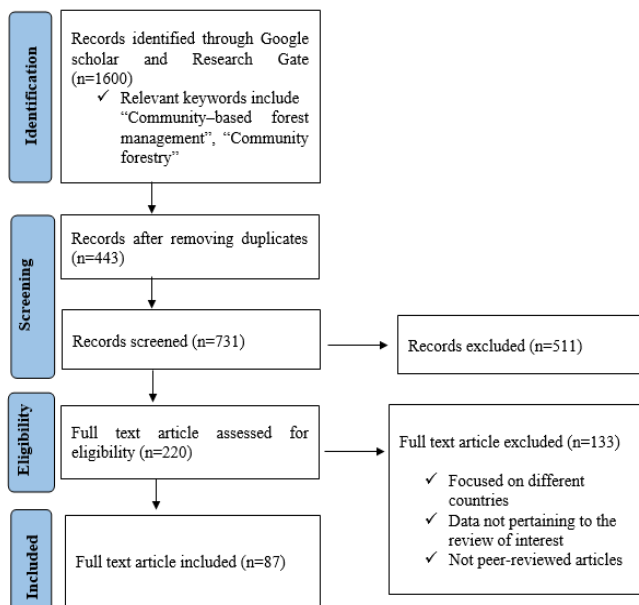 Identification
Records identified through Google
scholar and Research Gate
(n=1600)
✓ Relevant keywords include
“Community–based forest
management”, “Community
forestry”
Screening
Records after removing duplicates
(n=443)
Records screened (n=731)
Records excluded (n=511)
Eligibility
Full text article assessed for
eligibility (n=220)
Full text article excluded (n=133)
✓ Focused on different
countries
✓ Data not pertaining to the
review of interest
✓ Not peer-reviewed articles
Included
Full text article included (n=87)